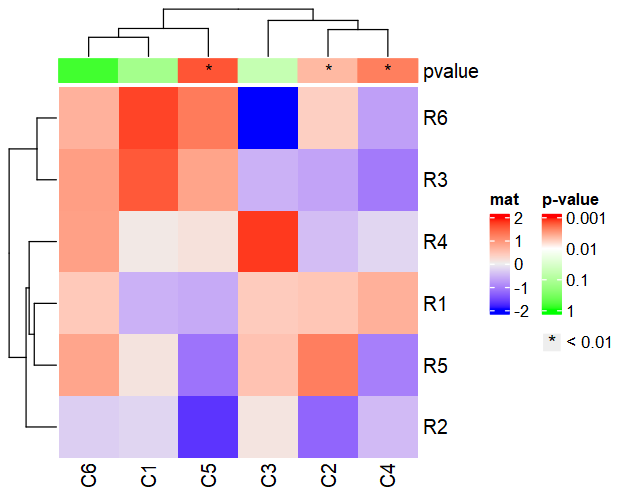 * * * pvalue
R6
R3
R4
R1
R5
R2
C6 C1 C5 C3 C2 C4
mat p-value
2 0.001
1 0.01
0
-1 0.1
-2 1
* < 0.01